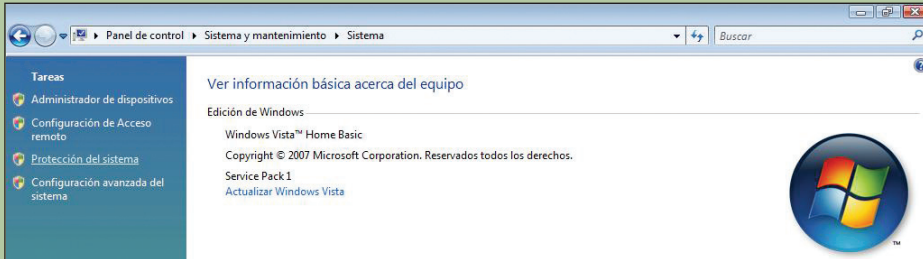 Panel de control ▸ Sistema y mantenimiento ▸ Sistema
Buscar
Tareas
Administrador de dispositivos
Configuración de Acceso
remoto
Protección del sistema
Configuración avanzada del
sistema
Ver información básica acerca del equipo
Edición de Windows
Windows Vista™ Home Basic
Copyright © 2007 Microsoft Corporation. Reservados todos los derechos.
Service Pack 1
Actualizar Windows Vista
TM